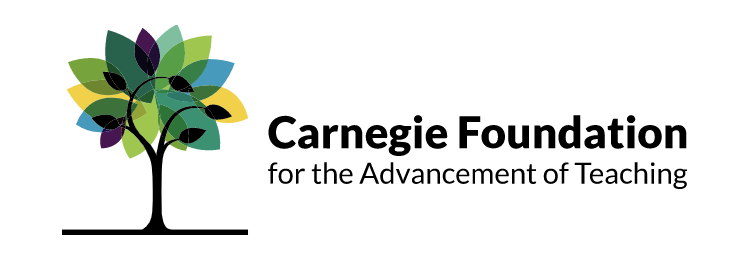 Carnegie Foundation
for the Advancement of Teaching